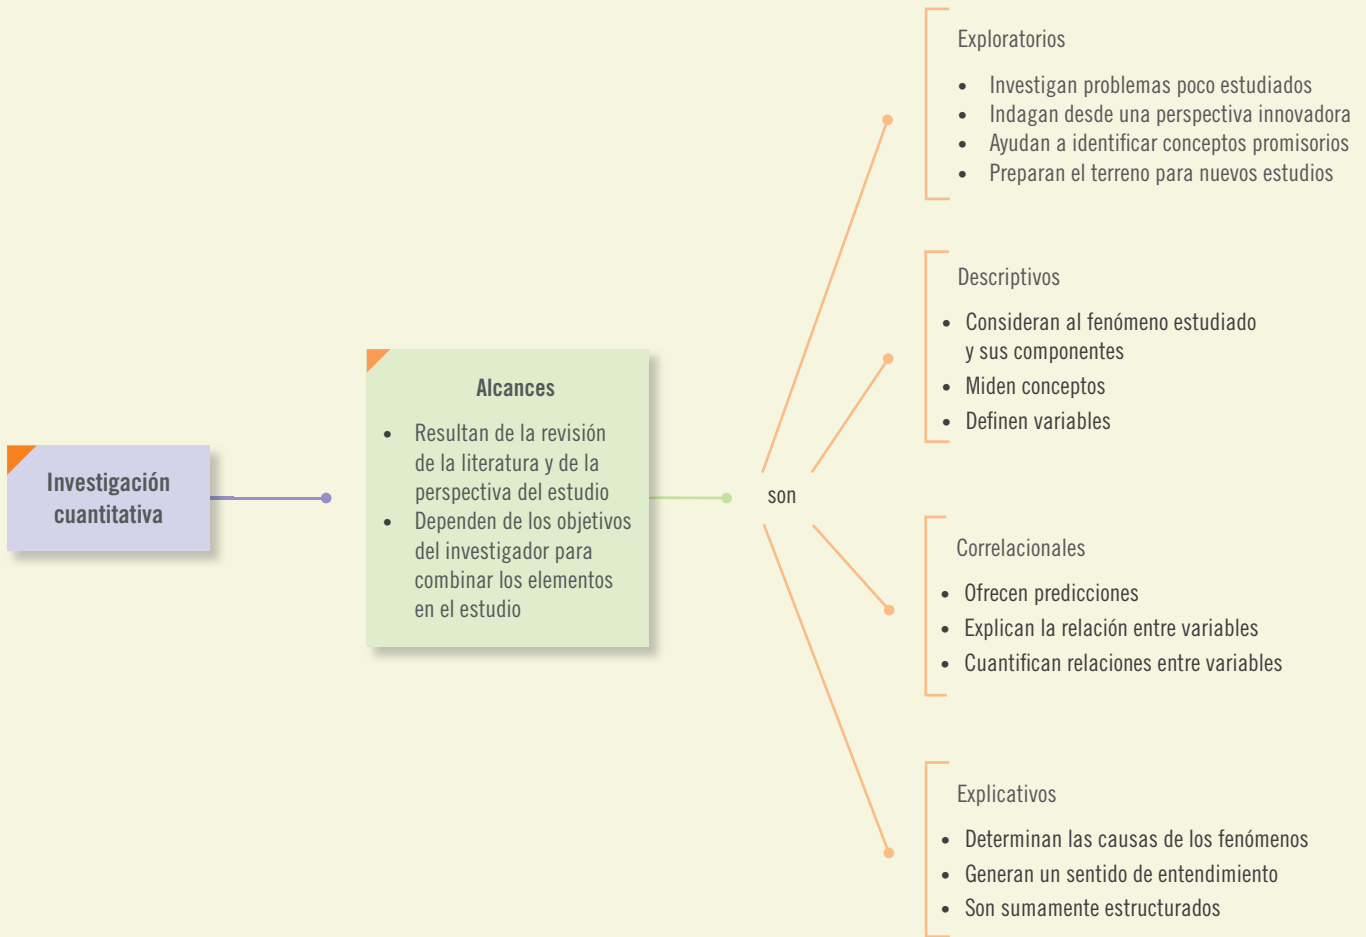 Investigación
cuantitativa
Alcances
• Resultan de la revisión
de la literatura y de la
perspectiva del estudio
• Dependen de los objetivos
del investigador para
combinar los elementos
en el estudio
son
Exploratorios
• Investigan problemas poco estudiados
• Indagan desde una perspectiva innovadora
• Ayudan a identificar conceptos promisorios
• Preparan el terreno para nuevos estudios
Descriptivos
• Consideran al fenómeno estudiado
y sus componentes
• Miden conceptos
• Definen variables
Correlacionales
• Ofrecen predicciones
• Explican la relación entre variables
• Cuantifican relaciones entre variables
Explicativos
• Determinan las causas de los fenómenos
• Generan un sentido de entendimiento
• Son sumamente estructurados